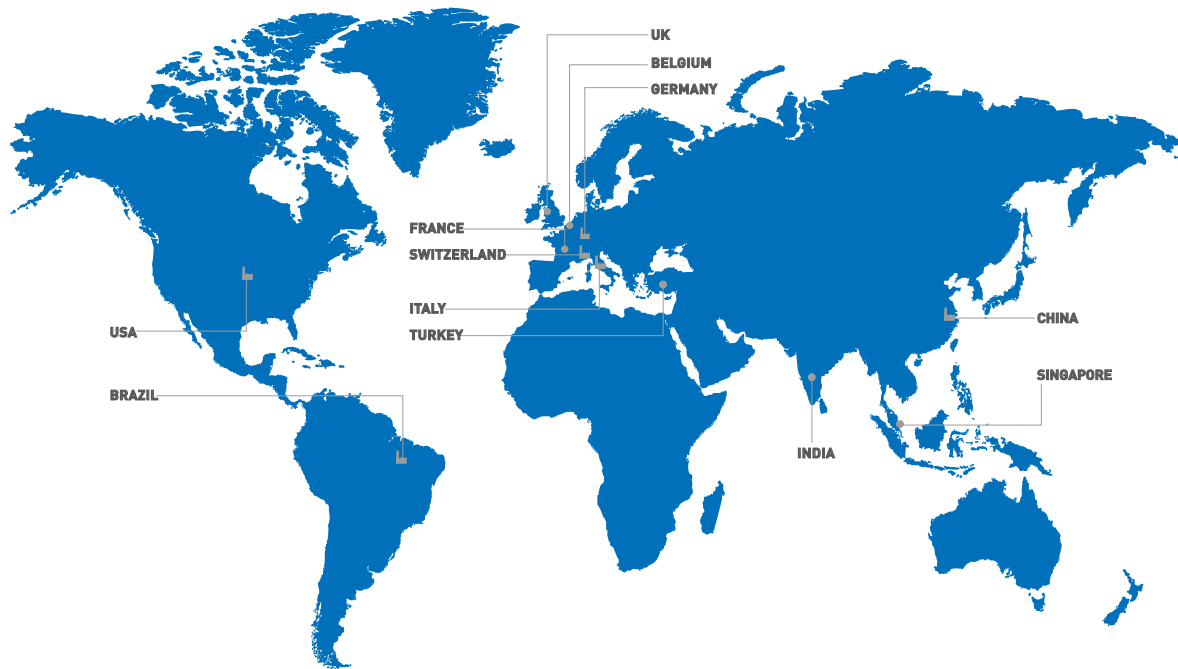 UK
BELGIUM
GERMANY
FRANCE
SWITZERLAND
ITALY
TURKEY
USA
BRAZIL
CHINA
SINGAPORE
INDIA